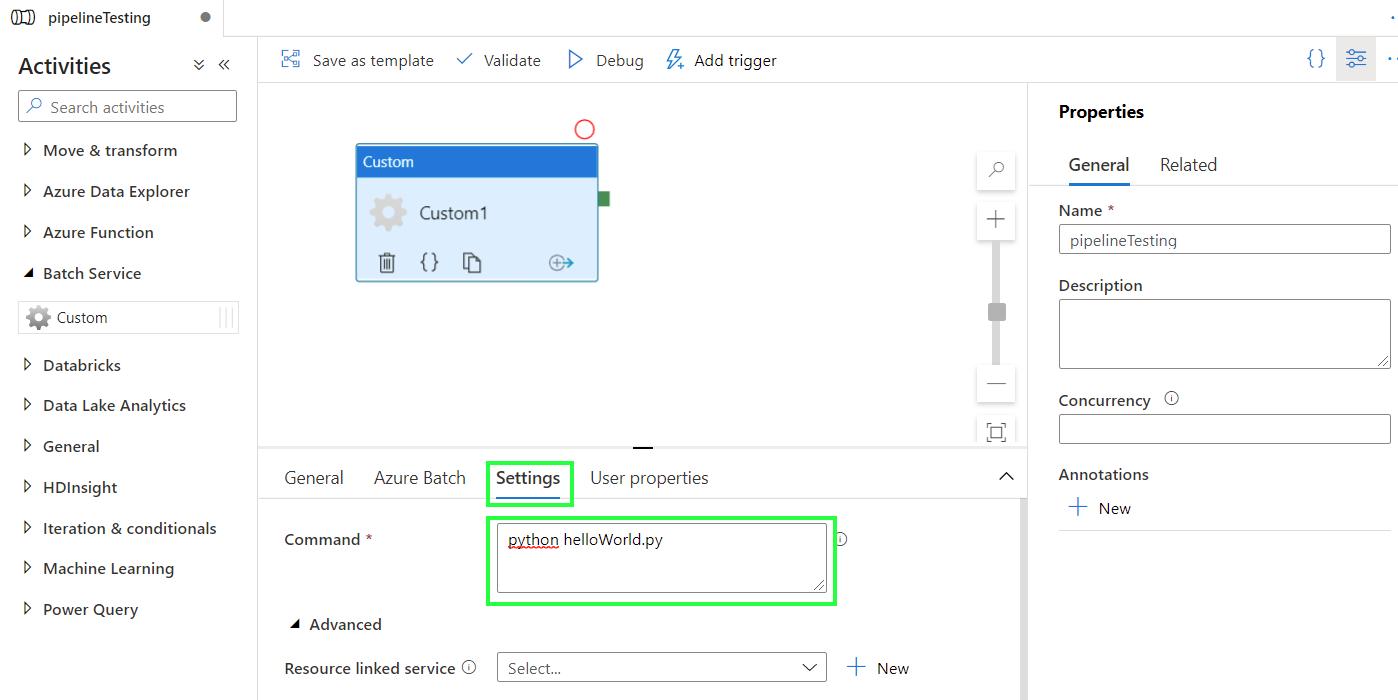 pipelineTesting
Activities
Search activities
Move & transform
Azure Data Explorer
Azure Function
Batch Service
Custom
Databricks
Data Lake Analytics
General
HDInsight
Iteration & conditionals
Machine Learning
Power Query
Save as template Validate Debug Add trigger
Custom
Custom1
General Azure Batch Settings User properties
Command *
python helloWorld.py
Advanced
Resource linked service Select... New
Properties
General Related
Name *
pipelineTesting
Description
Concurrency
Annotations
New